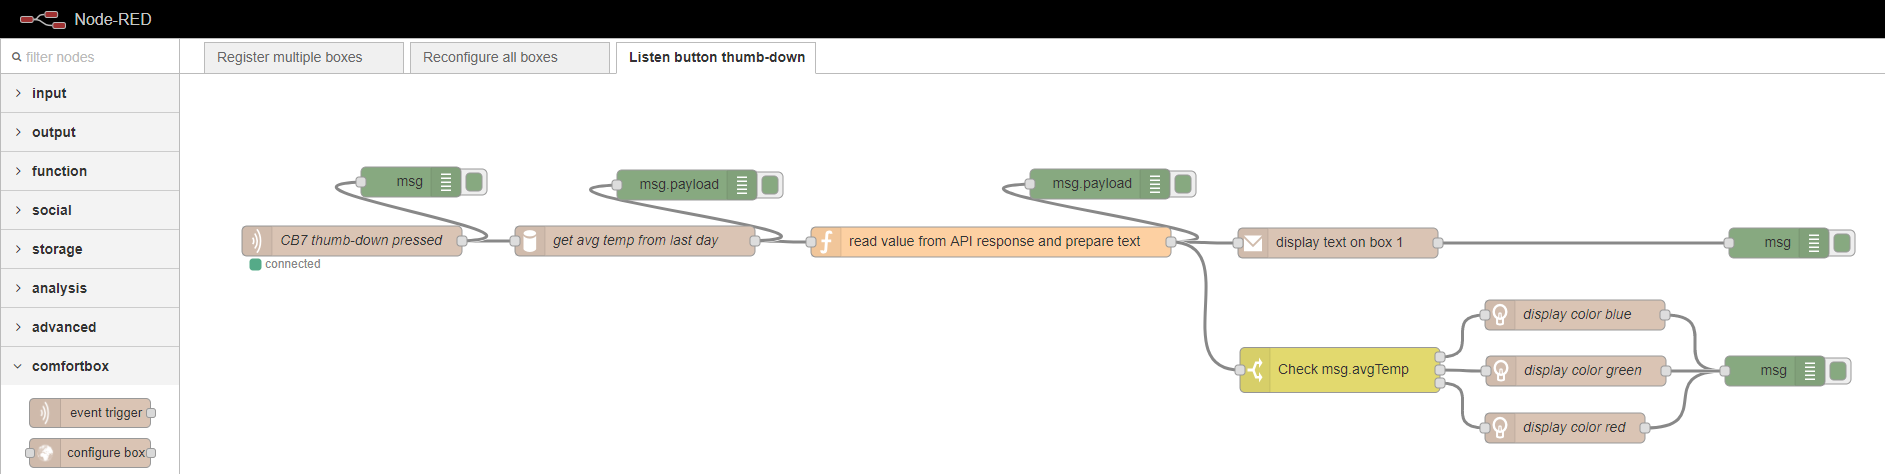 Node-RED
filter nodes
Register multiple boxes
Reconfigure all boxes
Listen button thumb-down
input
output
function
social
storage
analysis
advanced
comfortbox
event trigger
configure box
msg
msg.payload
msg.payload
CB7 thumb-down pressed
connected
get avg temp from last day
read value from API response and prepare text
display text on box 1
msg
display color blue
Check msg.avgTemp
display color green
msg
display color red